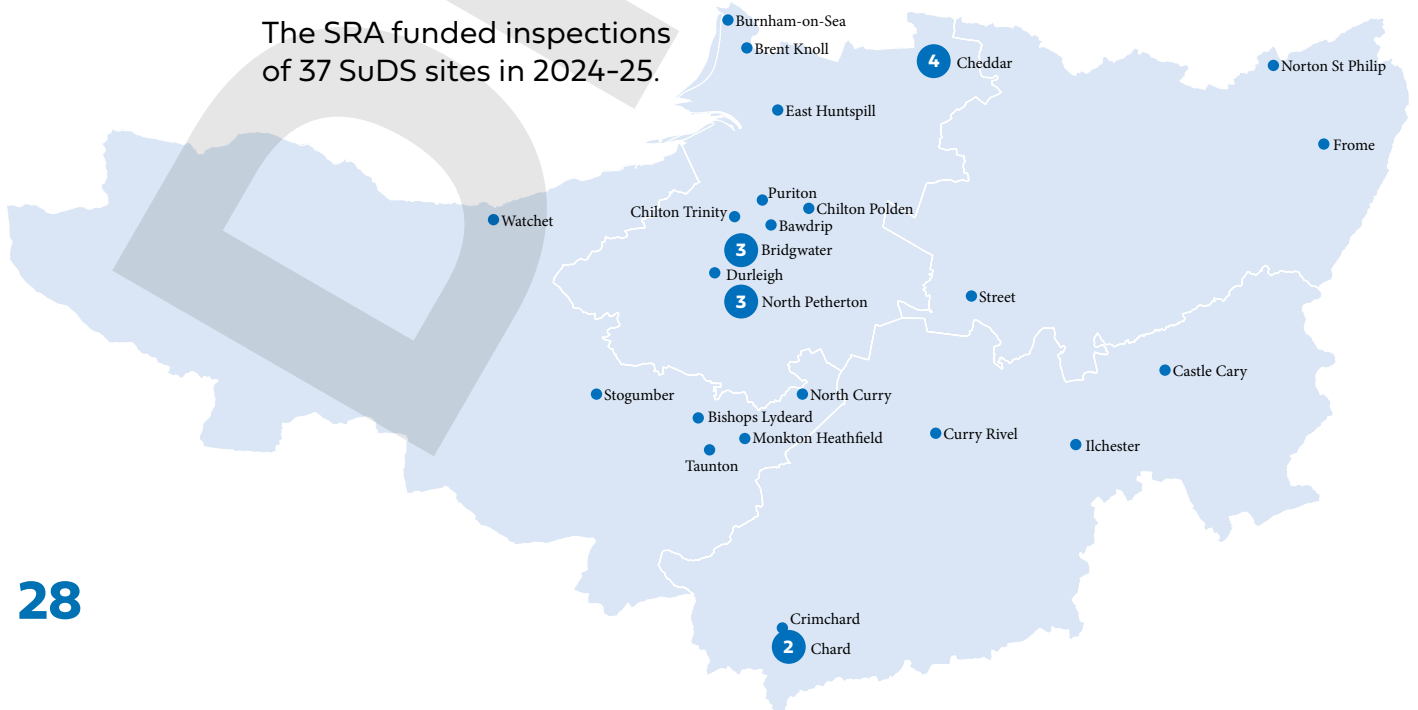 The SRA funded inspections
of 37 SuDS sites in 2024-25.
Burnham-on-Sea
Brent Knoll
4 Cheddar
Norton St Philip
East Huntspill
Frome
Puriton
Chilton Trinity
Chilton Polden
Watchet
Bawdrip
3 Bridgwater
Durleigh
3 North Petherton
Street
Castle Cary
Stogumber
North Curry
Bishops Lydeard
Curry Rivel
Monkton Heathfield
Ilchester
Taunton
28
Crimchard
2 Chard